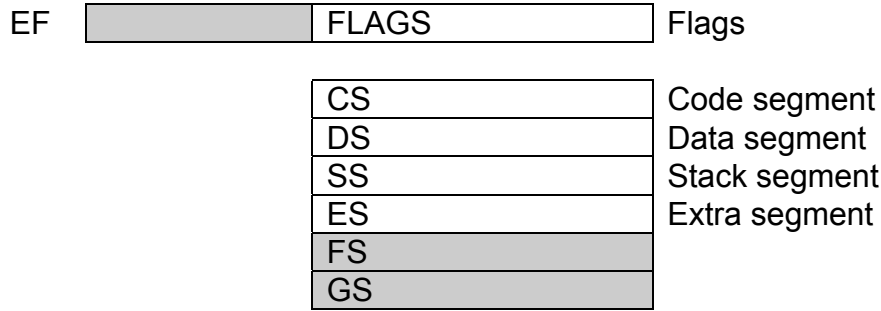 EF FLAGS Flags
CS Code segment
DS Data segment
SS Stack segment
ES Extra segment
FS
GS